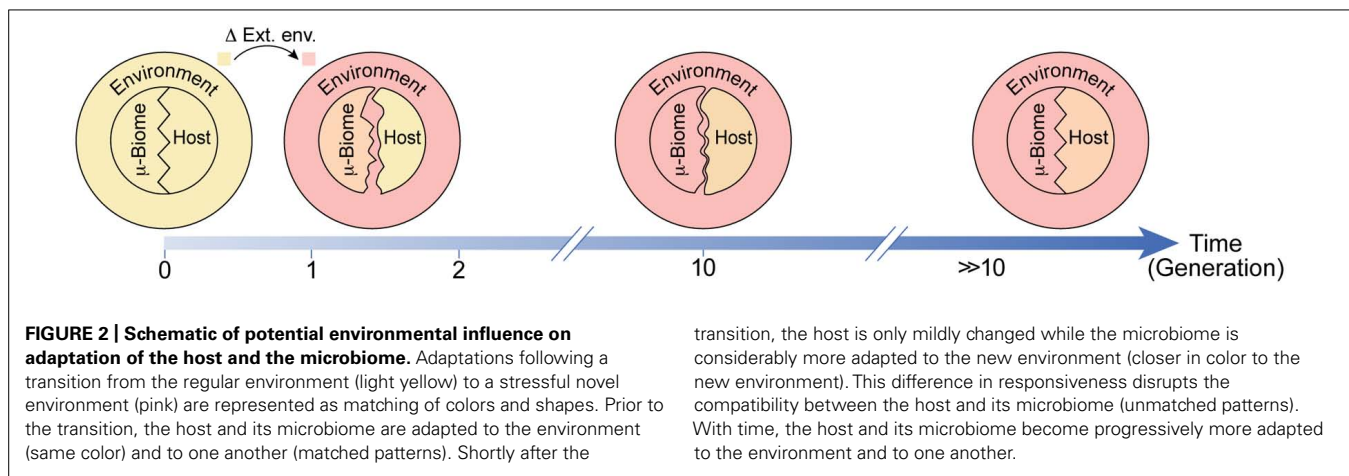 Δ Ext. env.
Environment
μ-Biome
Host
Environment
μ-Biome
Host
Environment
μ-Biome
Host
Environment
μ-Biome
Host
0
1
2
10
≫10
Time
(Generation)
FIGURE 2 | Schematic of potential environmental influence on
adaptation of the host and the microbiome. Adaptations following a
transition from the regular environment (light yellow) to a stressful novel
environment (pink) are represented as matching of colors and shapes. Prior to
the transition, the host and its microbiome are adapted to the environment
(same color) and to one another (matched patterns). Shortly after the
transition, the host is only mildly changed while the microbiome is
considerably more adapted to the new environment (closer in color to the
new environment). This difference in responsiveness disrupts the
compatibility between the host and its microbiome (unmatched patterns).
With time, the host and its microbiome become progressively more adapted
to the environment and to one another.